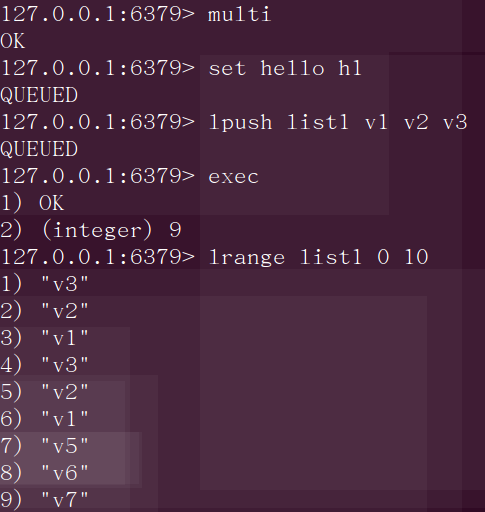 127.0.0.1:6379> multi
OK
127.0.0.1:6379> set hello h1
QUEUED
127.0.0.1:6379> lpush list1 v1 v2 v3
QUEUED
127.0.0.1:6379> exec
1) OK
2) (integer) 9
127.0.0.1:6379> lrange list1 0 10
1) "v3"
2) "v2"
3) "v1"
4) "v3"
5) "v2"
6) "v1"
7) "v5"
8) "v6"
9) "v7"